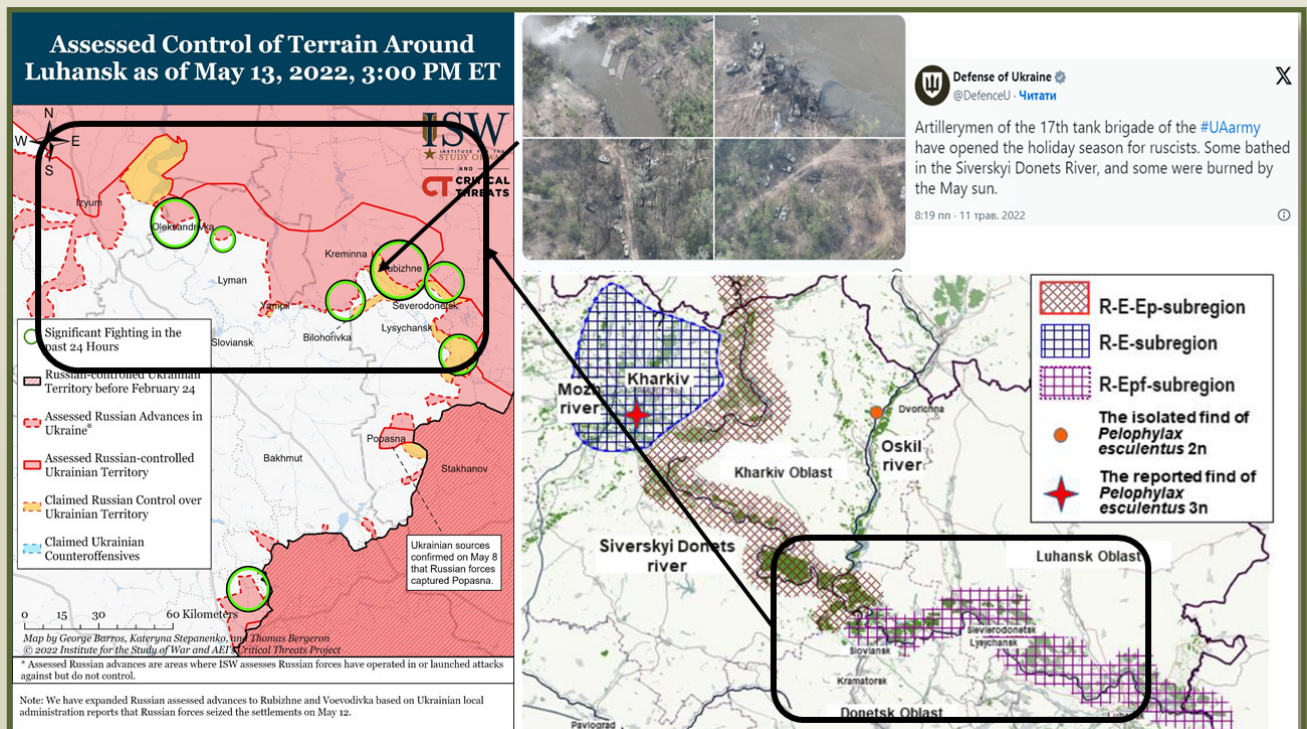 Assessed Control of Terrain Around
Luhansk as of May 13, 2022, 3:00 PM ET
N
W E
S
ISW
INSTITUTE FOR THE
STUDY OF WAR
AND
CT CRITICAL
THREATS
Izyum
Oleksandrivka
Kreminna
Rubizhne
Lyman
Yampil
Severodonetsk
Lysychansk
Bilohorivka
Sloviansk
Significant Fighting in the
past 24 Hours
Russian-controlled Ukrainian
Territory before February 24
Assessed Russian Advances in
Ukraine*
Assessed Russian-controlled
Ukrainian Territory
Claimed Russian Control over
Ukrainian Territory
Claimed Ukrainian
Counteroffensives
Popasna
Bakhmut
Stakhanov
Ukrainian sources
confirmed on May 8
that Russian forces
captured Popasna.
0 15 30 60 Kilometers
Map by George Barros, Kateryna Stepanenko, and Thomas Bergeron
© 2022 Institute for the Study of War and AEI's Critical Threats Project
* Assessed Russian advances are areas where ISW assesses Russian forces have operated in or launched attacks
against but do not control.
Note: We have expanded Russian assessed advances to Rubizhne and Voevodivka based on Ukrainian local
administration reports that Russian forces seized the settlements on May 12.
Defense of Ukraine
@DefenceU · Читати
X
Artillerymen of the 17th tank brigade of the #UAarmy
have opened the holiday season for ruscists. Some bathed
in the Siverskyi Donets River, and some were burned by
the May sun.
8:19 пп · 11 трав. 2022
R-E-Ep-subregion
R-E-subregion
R-Epf-subregion
The isolated find of
Pelophylax
esculentus 2n
The reported find of
Pelophylax
esculentus 3n
Mozh
river
Kharkiv
Dvorichna
Oskil
river
Kharkiv Oblast
Siverskyi Donets
river
Luhansk Oblast
Sievierodonetsk
Lysychansk
Sloviansk
Kramatorsk
Donetsk Oblast
Luhansk
Pavlograd